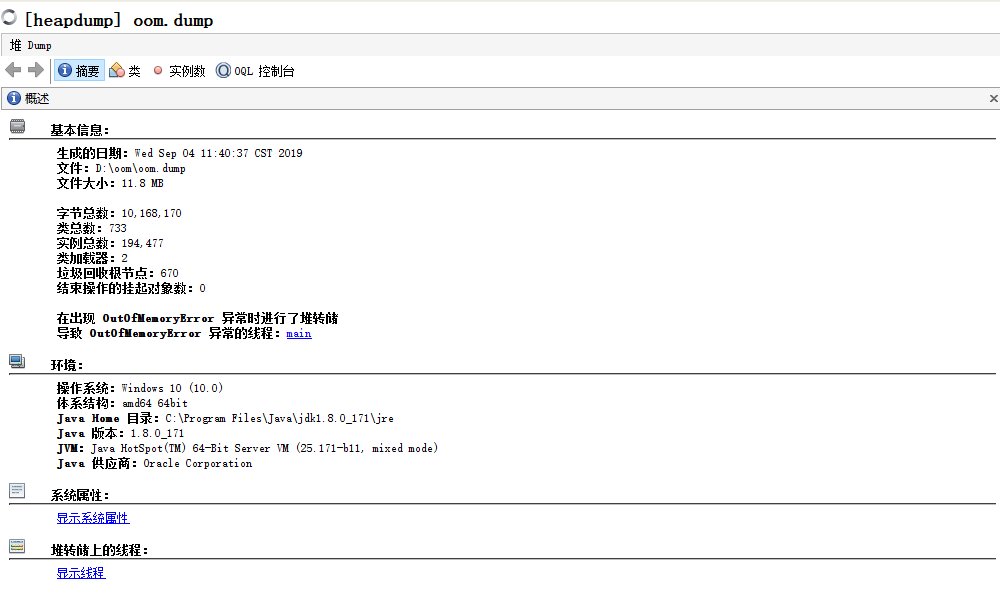 [heapdump] oom.dump
堆 Dump
摘要 类 实例数 OQL 控制台
概述
基本信息：
生成的日期：Wed Sep 04 11:40:37 CST 2019
文件：D:\oom\oom.dump
文件大小：11.8 MB
字节总数：10,168,170
类总数：733
实例总数：194,477
类加载器：2
垃圾回收根节点：670
结束操作的挂起对象数：0
在出现 OutOfMemoryError 异常时进行了堆转储
导致 OutOfMemoryError 异常的线程：main
环境：
操作系统：Windows 10 (10.0)
体系结构：amd64 64bit
Java Home 目录：C:\Program Files\Java\jdk1.8.0_171\jre
Java 版本：1.8.0_171
JVM：Java HotSpot(TM) 64-Bit Server VM (25.171-b11, mixed mode)
Java 供应商：Oracle Corporation
系统属性：
显示系统属性
堆转储上的线程：
显示线程